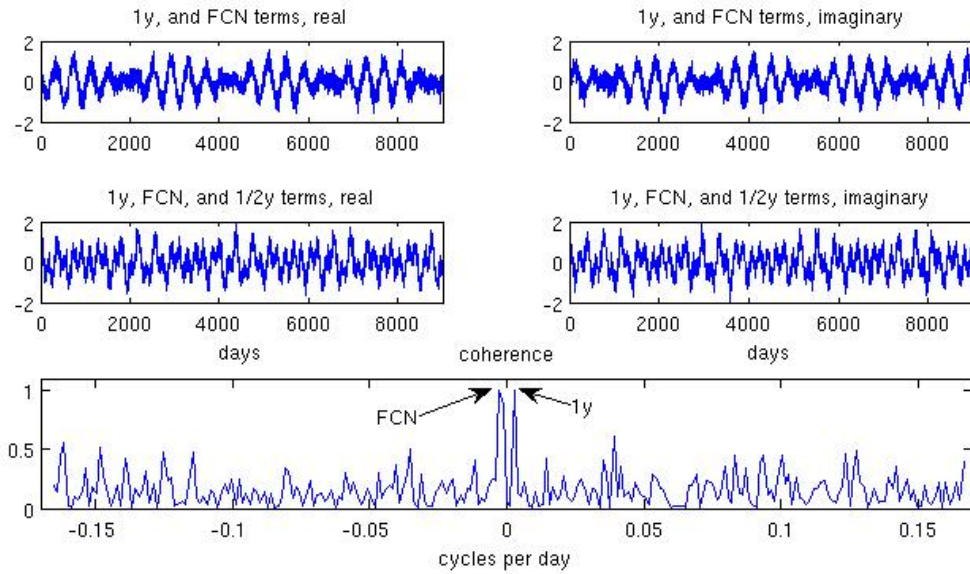 1y, and FCN terms, real
1y, and FCN terms, imaginary
2
0
-2
0 2000 4000 6000 8000
2
0
-2
0 2000 4000 6000 8000
1y, FCN, and 1/2y terms, real
1y, FCN, and 1/2y terms, imaginary
2
0
-2
0 2000 4000 6000 8000
days
2
0
-2
0 2000 4000 6000 8000
days
coherence
1
0.5
0
FCN
1y
-0.15 -0.1 -0.05 0 0.05 0.1 0.15
cycles per day